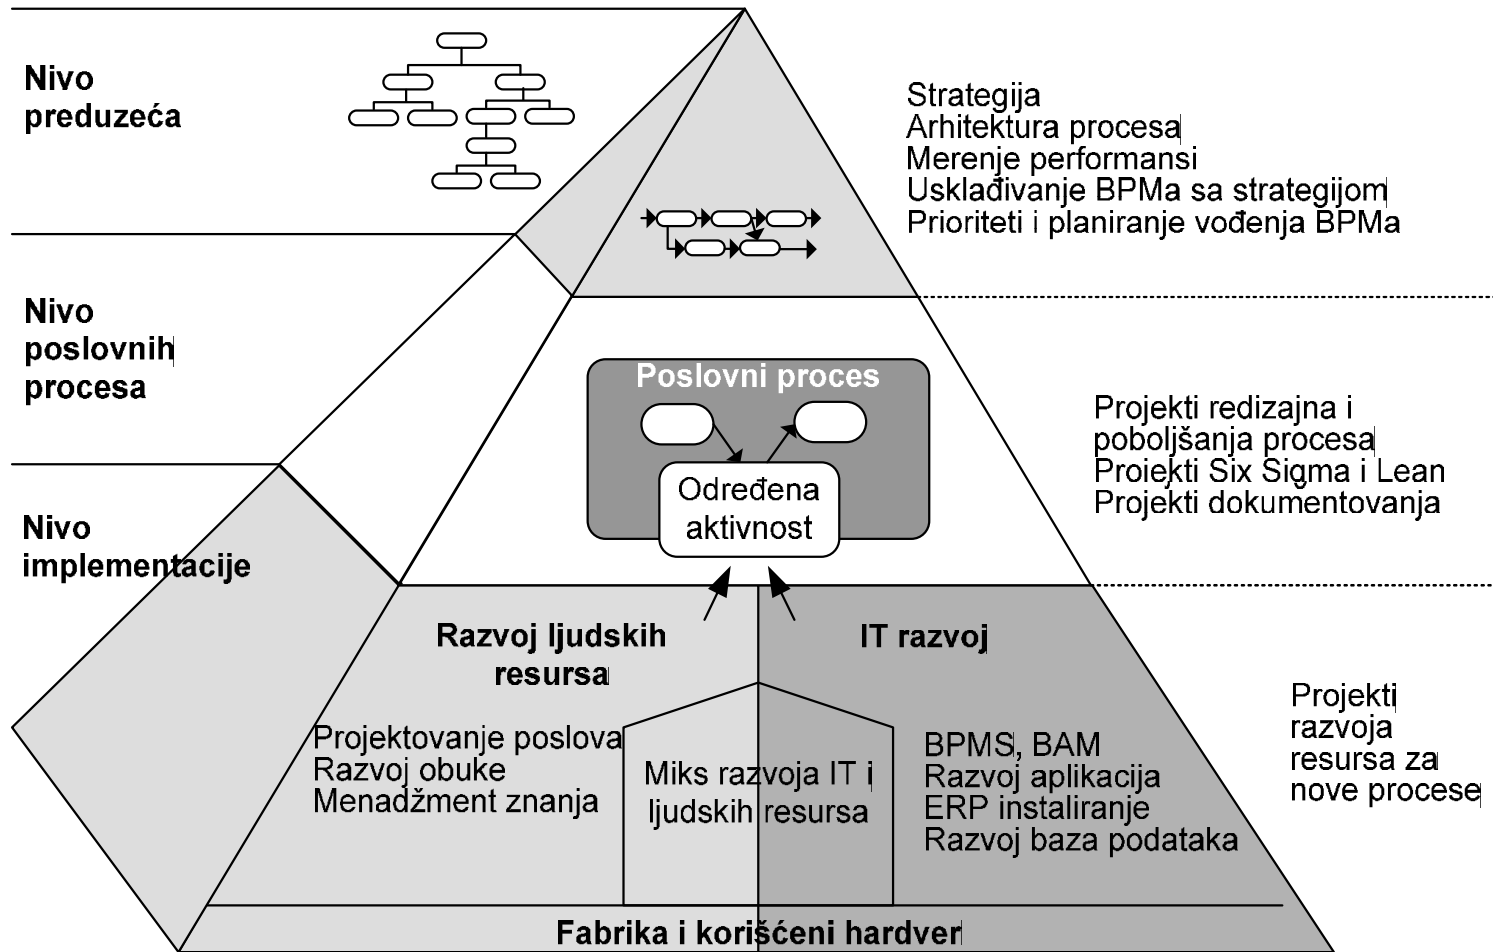 Nivo
preduzeća
Strategija
Arhitektura procesa
Merenje performansi
Usklađivanje BPMa sa strategijom
Prioriteti i planiranje vođenja BPMa
Nivo
poslovnih
procesa
Poslovni proces
Određena
aktivnost
Projekti redizajna i
poboljšanja procesa
Projekti Six Sigma i Lean
Projekti dokumentovanja
Nivo
implementacije
Razvoj ljudskih
resursa
Projektovanje poslova
Razvoj obuke
Menadžment znanja
Miks razvoja IT i
ljudskih resursa
IT razvoj
BPMS, BAM
Razvoj aplikacija
ERP instaliranje
Razvoj baza podataka
Projekti
razvoja
resursa za
nove procese
Fabrika i korišćeni hardver